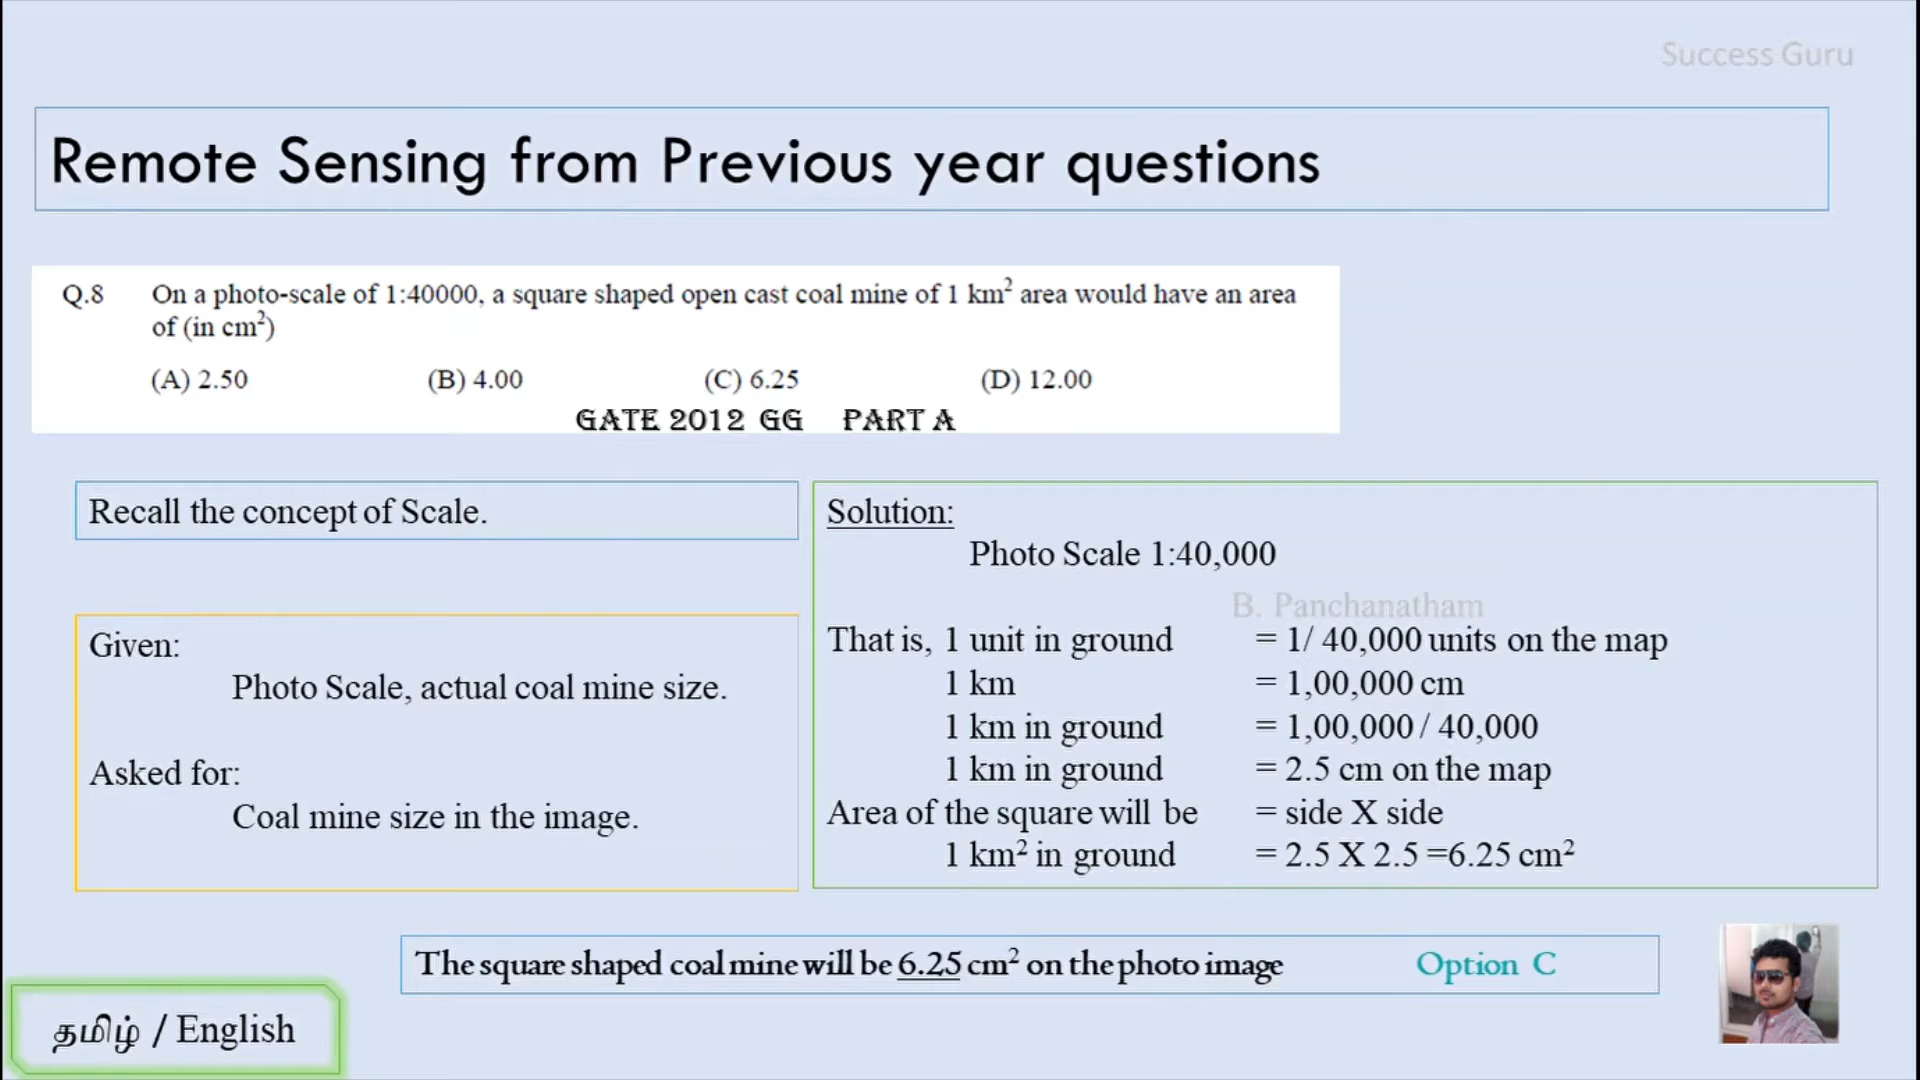 Success Guru
Remote Sensing from Previous year questions
Q.8 On a photo-scale of 1:40000, a square shaped open cast coal mine of 1 km² area would have an area
of (in cm²)
(A) 2.50 (B) 4.00 (C) 6.25 (D) 12.00
GATE 2012 GG PART A
Recall the concept of Scale.
Given:
Photo Scale, actual coal mine size.
Asked for:
Coal mine size in the image.
Solution:
Photo Scale 1:40,000
B. Panchanatham
That is, 1 unit in ground = 1/ 40,000 units on the map
1 km = 1,00,000 cm
1 km in ground = 1,00,000 / 40,000
1 km in ground = 2.5 cm on the map
Area of the square will be = side X side
1 km² in ground = 2.5 X 2.5 =6.25 cm²
The square shaped coal mine will be 6.25 cm² on the photo image Option C
தமிழ் / English